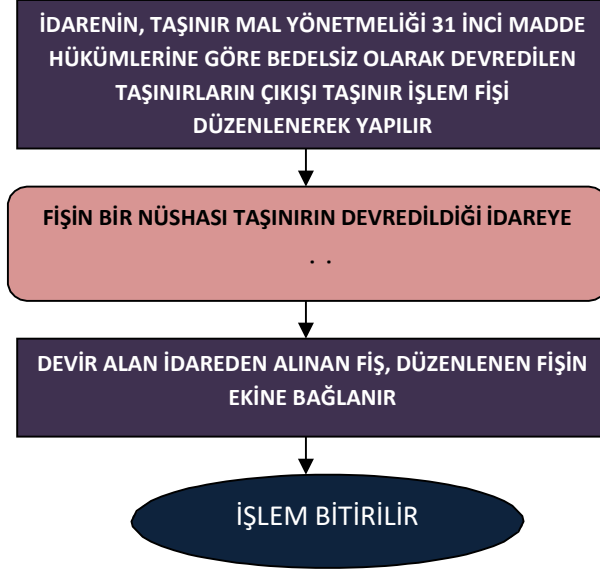 İDARENİN, TAŞINIR MAL YÖNETMELİĞİ 31 İNCİ MADDE
HÜKÜMLERİNE GÖRE BEDELSİZ OLARAK DEVREDİLEN
TAŞINIRLARIN ÇIKIŞI TAŞINIR İŞLEM FİŞİ
DÜZENLENEREK YAPILIR
FİŞİN BİR NÜSHASI TAŞINIRIN DEVREDİLDİĞİ İDAREYE
DEVİR ALAN İDAREDEN ALINAN FİŞ, DÜZENLENEN FİŞİN
EKİNE BAĞLANIR
İŞLEM BİTİRİLİR